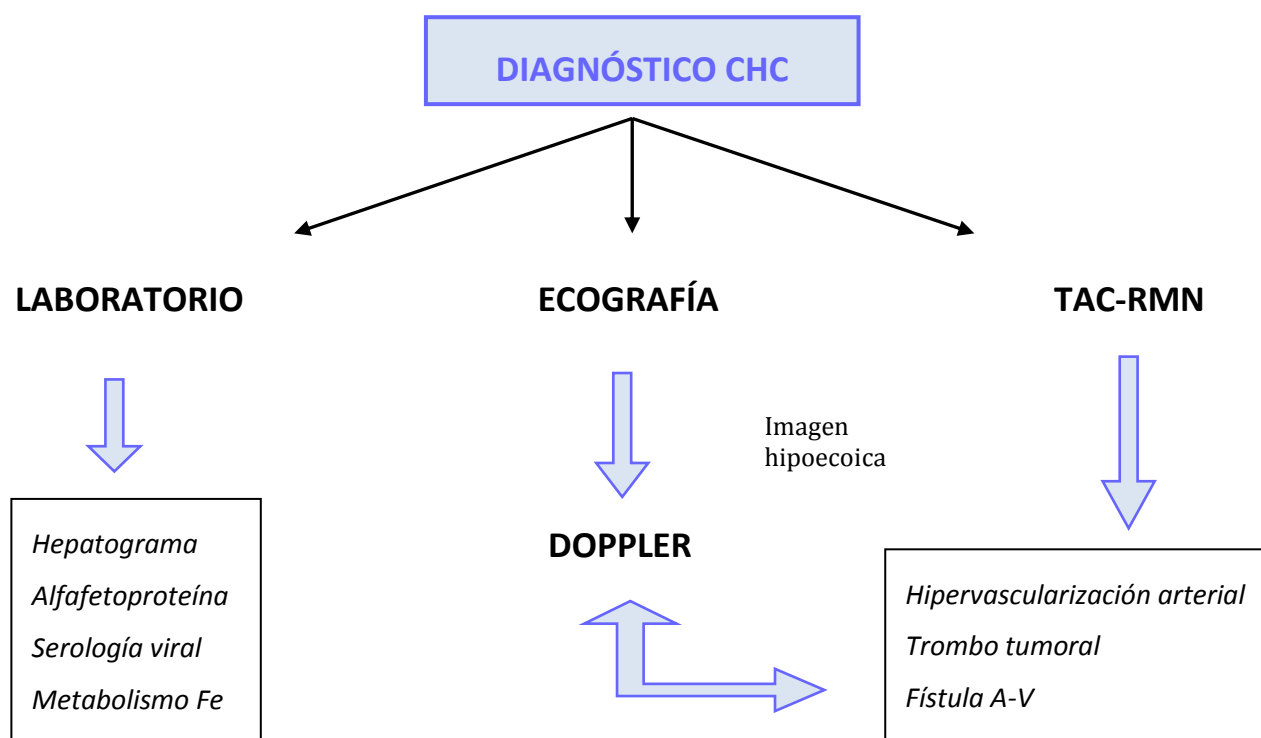 DIAGNÓSTICO CHC
LABORATORIO
ECOGRAFÍA
TAC-RMN
Imagen
hipoecoica
DOPPLER
Hepatograma
Alfafetoproteína
Serología viral
Metabolismo Fe
Hipervascularización arterial
Trombo tumoral
Fístula A-V